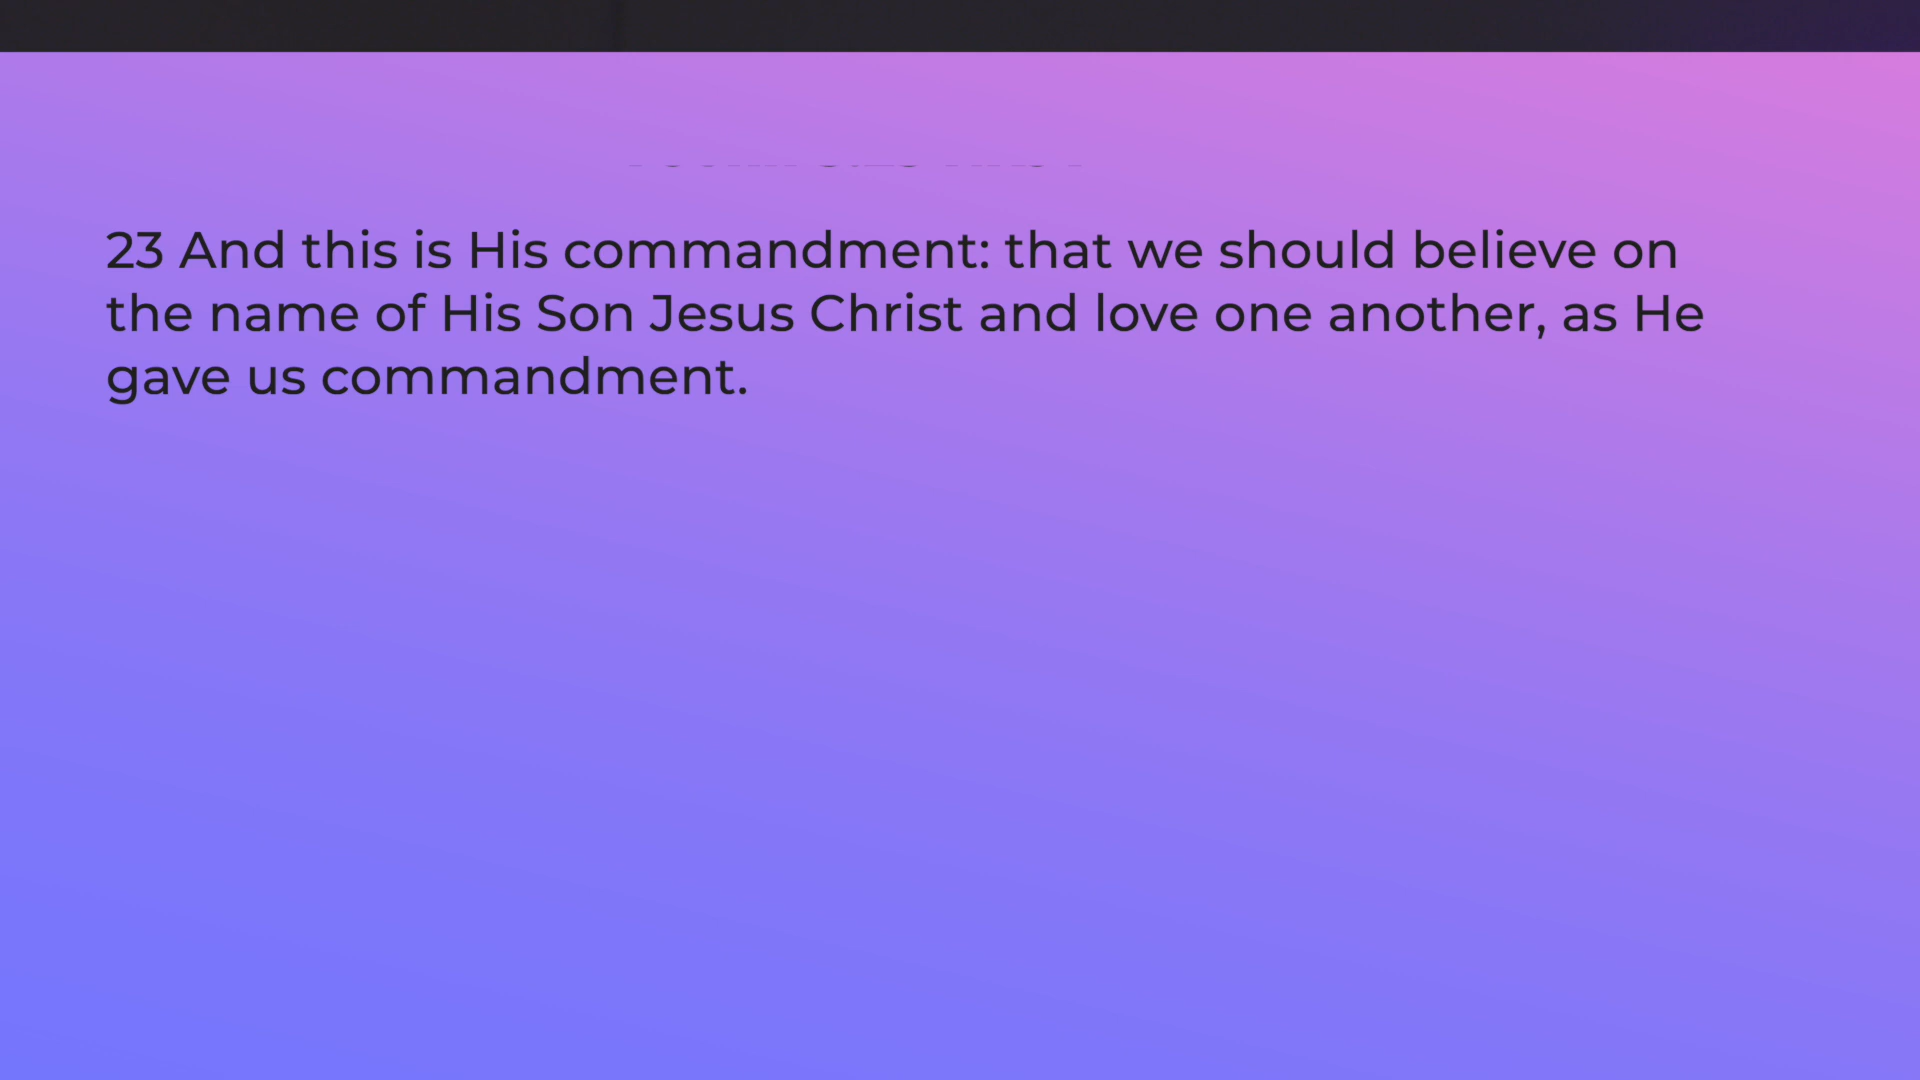 23 And this is His commandment: that we should believe on
the name of His Son Jesus Christ and love one another, as He
gave us commandment.